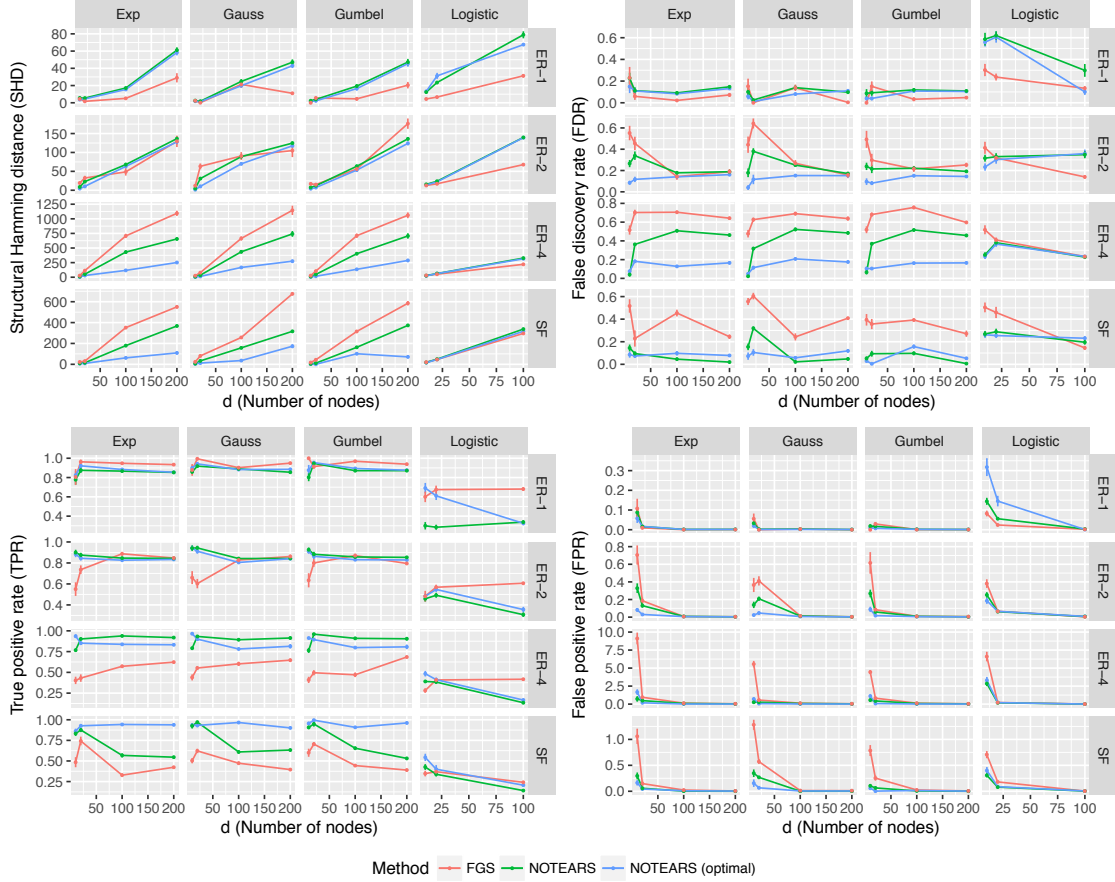 Exp Gauss Gumbel Logistic
Structural Hamming distance (SHD)
80
60
40
20
0
ER−1
150
100
50
0
ER−2
1250
1000
750
500
250
0
ER−4
600
400
200
0
SF
50 100 150 200 50 100 150 200 50 100 150 200 25 50 75 100
d (Number of nodes)
Exp Gauss Gumbel Logistic
False discovery rate (FDR)
0.6
0.4
0.2
0.0
ER−1
0.6
0.4
0.2
0.0
ER−2
0.8
0.6
0.4
0.2
0.0
ER−4
0.6
0.4
0.2
0.0
SF
50 100 150 200 50 100 150 200 50 100 150 200 25 50 75 100
d (Number of nodes)
Exp Gauss Gumbel Logistic
True positive rate (TPR)
1.0
0.8
0.6
0.4
ER−1
1.0
0.8
0.6
0.4
ER−2
1.00
0.75
0.50
0.25
ER−4
1.00
0.75
0.50
0.25
SF
50 100 150 200 50 100 150 200 50 100 150 200 25 50 75 100
d (Number of nodes)
Exp Gauss Gumbel Logistic
False positive rate (FPR)
0.3
0.2
0.1
0.0
ER−1
0.8
0.6
0.4
0.2
0.0
ER−2
10.0
7.5
5.0
2.5
0.0
ER−4
1.0
0.5
0.0
SF
50 100 150 200 50 100 150 200 50 100 150 200 25 50 75 100
d (Number of nodes)
Method FGS NOTEARS NOTEARS (optimal)